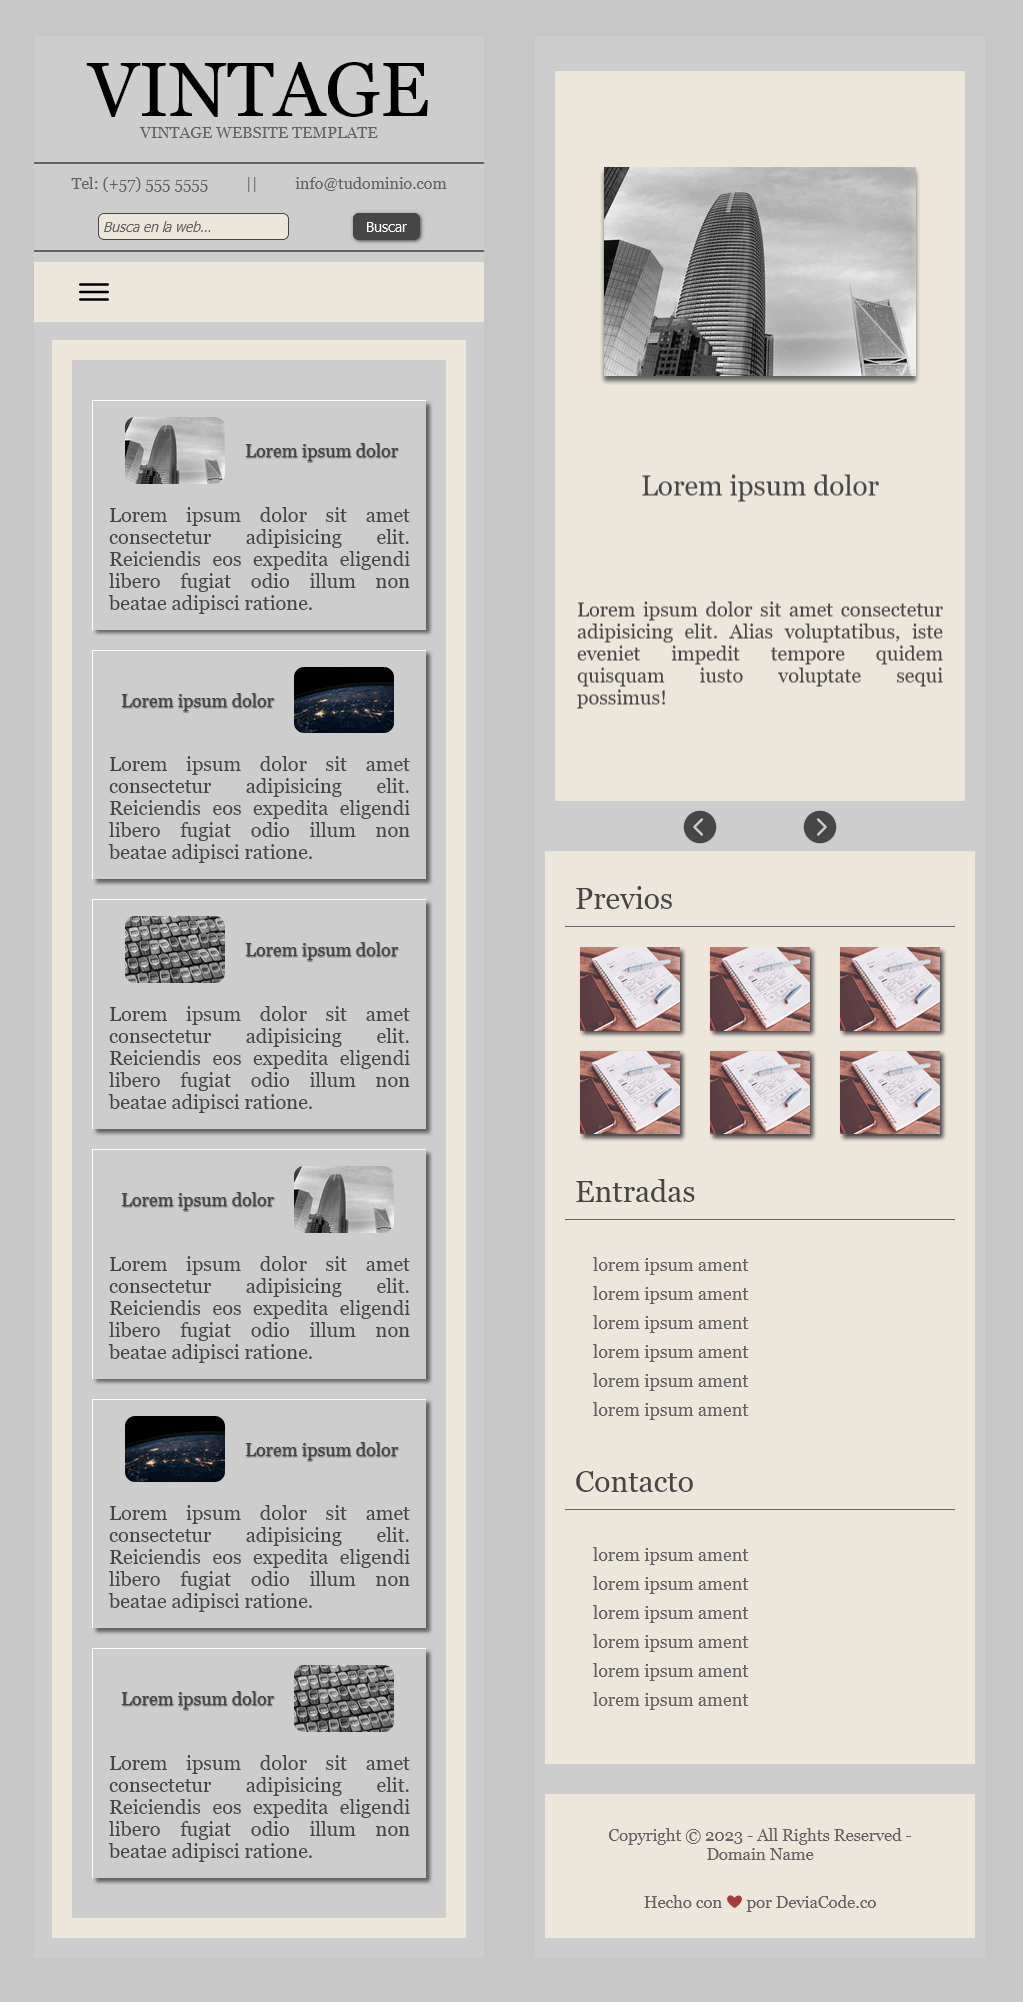 VINTAGE
VINTAGE WEBSITE TEMPLATE
Tel: (+57) 555 5555 || info@tudominio.com
Busca en la web... Buscar
Lorem ipsum dolor
Lorem ipsum dolor sit amet
consectetur adipisicing elit.
Reiciendis eos expedita eligendi
libero fugiat odio illum non
beatae adipisci ratione.
Lorem ipsum dolor
Lorem ipsum dolor sit amet
consectetur adipisicing elit.
Reiciendis eos expedita eligendi
libero fugiat odio illum non
beatae adipisci ratione.
Lorem ipsum dolor
Lorem ipsum dolor sit amet
consectetur adipisicing elit.
Reiciendis eos expedita eligendi
libero fugiat odio illum non
beatae adipisci ratione.
Lorem ipsum dolor
Lorem ipsum dolor sit amet
consectetur adipisicing elit.
Reiciendis eos expedita eligendi
libero fugiat odio illum non
beatae adipisci ratione.
Lorem ipsum dolor
Lorem ipsum dolor sit amet
consectetur adipisicing elit.
Reiciendis eos expedita eligendi
libero fugiat odio illum non
beatae adipisci ratione.
Lorem ipsum dolor
Lorem ipsum dolor sit amet
consectetur adipisicing elit.
Reiciendis eos expedita eligendi
libero fugiat odio illum non
beatae adipisci ratione.
Lorem ipsum dolor
Lorem ipsum dolor sit amet consectetur
adipisicing elit. Alias voluptatibus, iste
eveniet impedit tempore quidem
quisquam iusto voluptate sequi
possimus!
Previos
Entradas
lorem ipsum ament
lorem ipsum ament
lorem ipsum ament
lorem ipsum ament
lorem ipsum ament
lorem ipsum ament
Contacto
lorem ipsum ament
lorem ipsum ament
lorem ipsum ament
lorem ipsum ament
lorem ipsum ament
lorem ipsum ament
Copyright © 2023 - All Rights Reserved -
Domain Name
Hecho con ❤ por DeviaCode.co